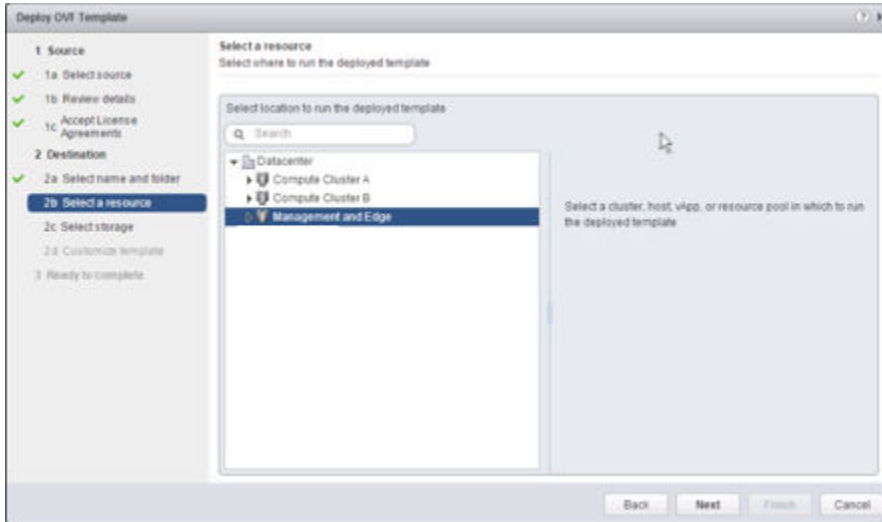 Deploy OVF Template
1 Source
1a Select source
1b Review details
1c Accept License
Agreements
2 Destination
2a Select name and folder
2b Select a resource
2c Select storage
2d Customize template
3 Ready to complete
Select a resource
Select where to run the deployed template
Select location to run the deployed template
Search
Datacenter
Compute Cluster A
Compute Cluster B
Management and Edge
Select a cluster, host, vApp, or resource pool in which to run
the deployed template
Back Next Finish Cancel